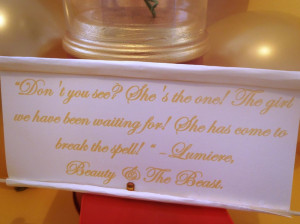 "Don't you see? She's the one! The girl
we have been waiting for! She has come to
break the spell! " ~Lumiere,
Beauty & The Beast.